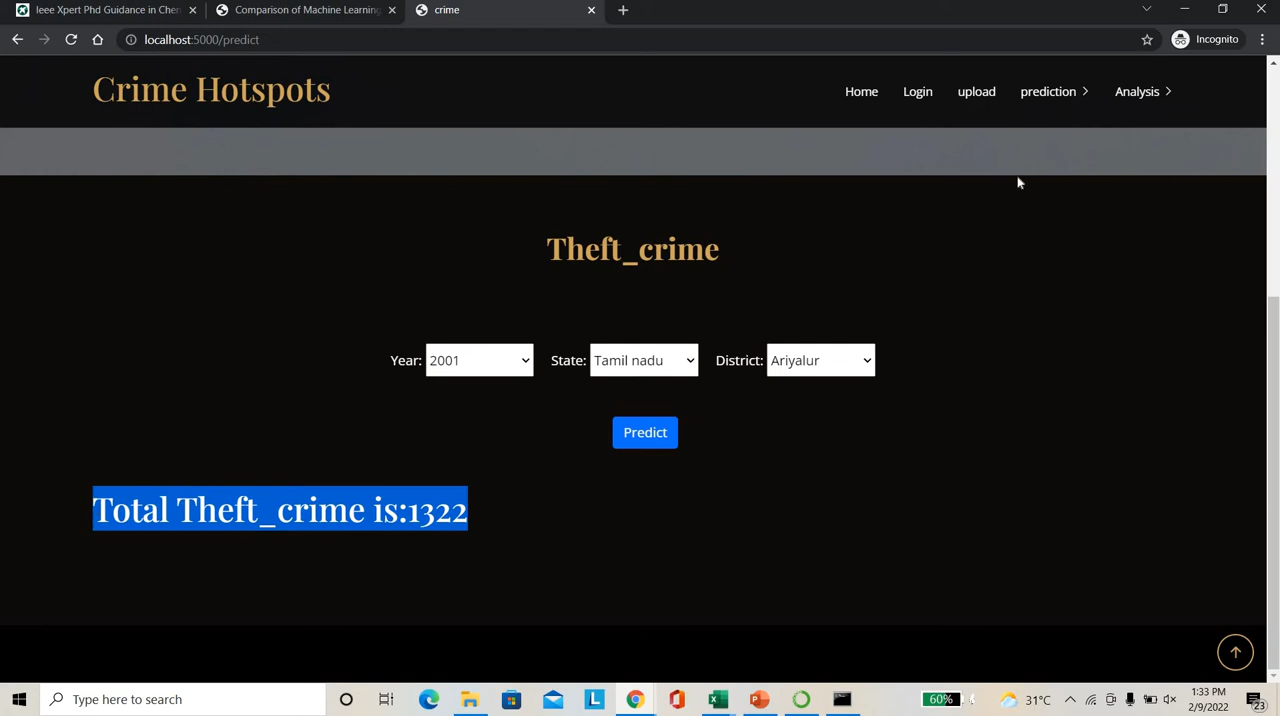 Ieee Xpert Phd Guidance in Chen
Comparison of Machine Learning
crime
localhost:5000/predict
Incognito
Crime Hotspots
Home
Login
upload
prediction
Analysis
Theft_crime
Year: 2001
State: Tamil nadu
District: Ariyalur
Predict
Total Theft_crime is:1322
Type here to search
60%
31°C
1:33 PM
2/9/2022
23